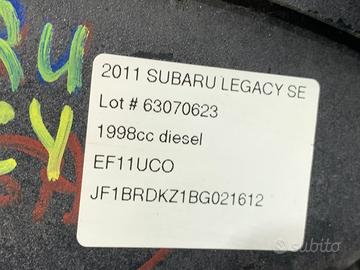 2011 SUBARU LEGACY SE
Lot # 63070623
1998cc diesel
EF11UCO
JF1BRDKZ1BG021612
subito